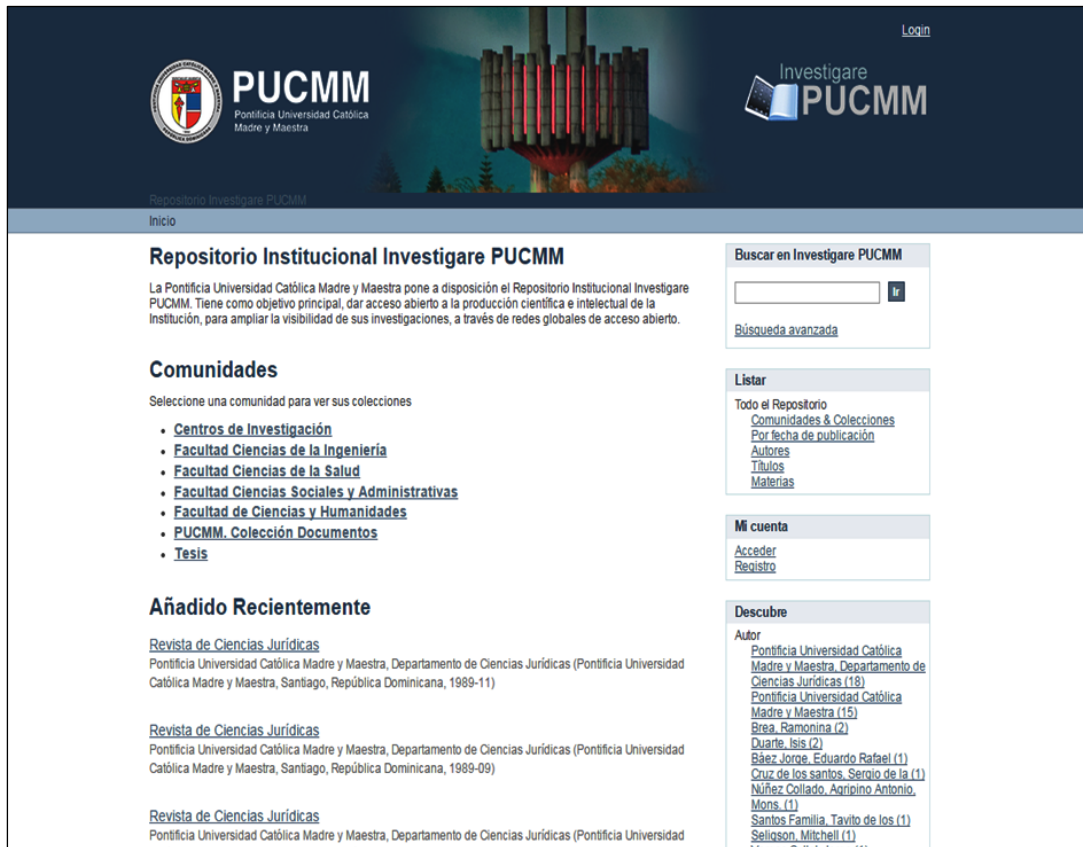 Login
PUCMM
Pontificia Universidad Católica
Madre y Maestra
Investigare
PUCMM
Repositorio Investigare PUCMM
Inicio
Repositorio Institucional Investigare PUCMM
La Pontificia Universidad Católica Madre y Maestra pone a disposición el Repositorio Institucional Investigare
PUCMM. Tiene como objetivo principal, dar acceso abierto a la producción científica e intelectual de la
Institución, para ampliar la visibilidad de sus investigaciones, a través de redes globales de acceso abierto.
Comunidades
Seleccione una comunidad para ver sus colecciones
Centros de Investigación
Facultad Ciencias de la Ingeniería
Facultad Ciencias de la Salud
Facultad Ciencias Sociales y Administrativas
Facultad de Ciencias y Humanidades
PUCMM. Colección Documentos
Tesis
Añadido Recientemente
Revista de Ciencias Jurídicas
Pontificia Universidad Católica Madre y Maestra, Departamento de Ciencias Jurídicas (Pontificia Universidad
Católica Madre y Maestra, Santiago, República Dominicana, 1989-11)
Revista de Ciencias Jurídicas
Pontificia Universidad Católica Madre y Maestra, Departamento de Ciencias Jurídicas (Pontificia Universidad
Católica Madre y Maestra, Santiago, República Dominicana, 1989-09)
Revista de Ciencias Jurídicas
Pontificia Universidad Católica Madre y Maestra, Departamento de Ciencias Jurídicas (Pontificia Universidad
Buscar en Investigare PUCMM
Ir
Búsqueda avanzada
Listar
Todo el Repositorio
Comunidades & Colecciones
Por fecha de publicación
Autores
Títulos
Materias
Mi cuenta
Acceder
Registro
Descubre
Autor
Pontificia Universidad Católica
Madre y Maestra, Departamento de
Ciencias Jurídicas (18)
Pontificia Universidad Católica
Madre y Maestra (15)
Brea, Ramonina (2)
Duarte, Isis (2)
Báez Jorge, Eduardo Rafael (1)
Cruz de los santos, Sergio de la (1)
Núñez Collado, Agripino Antonio,
Mons. (1)
Santos Familia, Tavito de los (1)
Seligson, Mitchell (1)